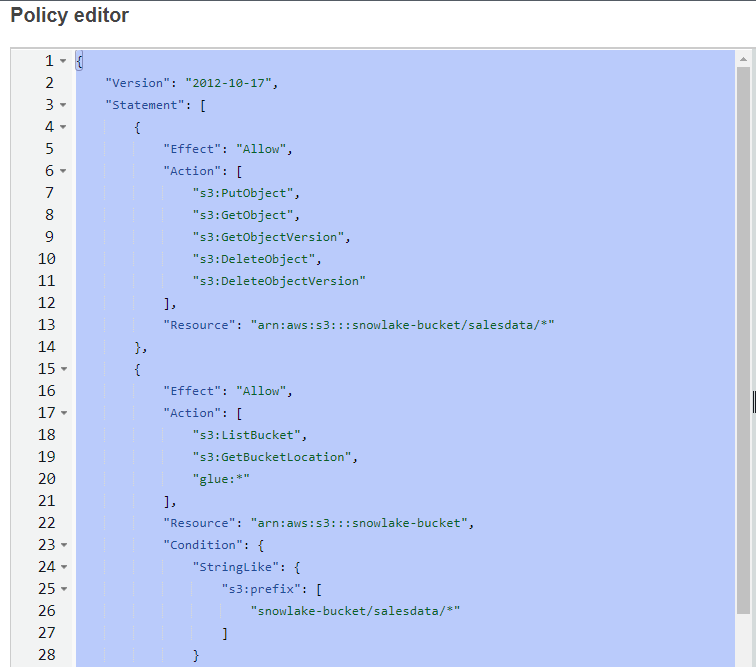 Policy editor
1 {
2 "Version": "2012-10-17",
3 "Statement": [
4 {
5 "Effect": "Allow",
6 "Action": [
7 "s3:PutObject",
8 "s3:GetObject",
9 "s3:GetObjectVersion",
10 "s3:DeleteObject",
11 "s3:DeleteObjectVersion"
12 ],
13 "Resource": "arn:aws:s3:::snowlake-bucket/salesdata/*"
14 },
15 {
16 "Effect": "Allow",
17 "Action": [
18 "s3:ListBucket",
19 "s3:GetBucketLocation",
20 "glue:*"
21 ],
22 "Resource": "arn:aws:s3:::snowlake-bucket",
23 "Condition": {
24 "StringLike": {
25 "s3:prefix": [
26 "snowlake-bucket/salesdata/*"
27 ]
28 }